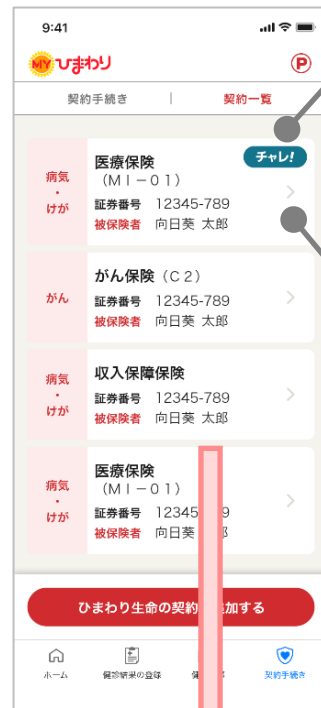 9:41
MYひまわり
P
契約手続き
契約一覧
チャレ!
病気
・
けが
医療保険
（ＭＩ－０１）
証券番号 12345-789
被保険者 向日葵 太郎
がん
がん保険（Ｃ２）
証券番号 12345-789
被保険者 向日葵 太郎
病気
・
けが
収入保障保険
証券番号 12345-789
被保険者 向日葵 太郎
病気
・
けが
医療保険
（ＭＩ－０１）
証券番号 12345
被保険者 向日葵
ひまわり生命の契約 追加する
ホーム
健診結果の登録
契約手続き